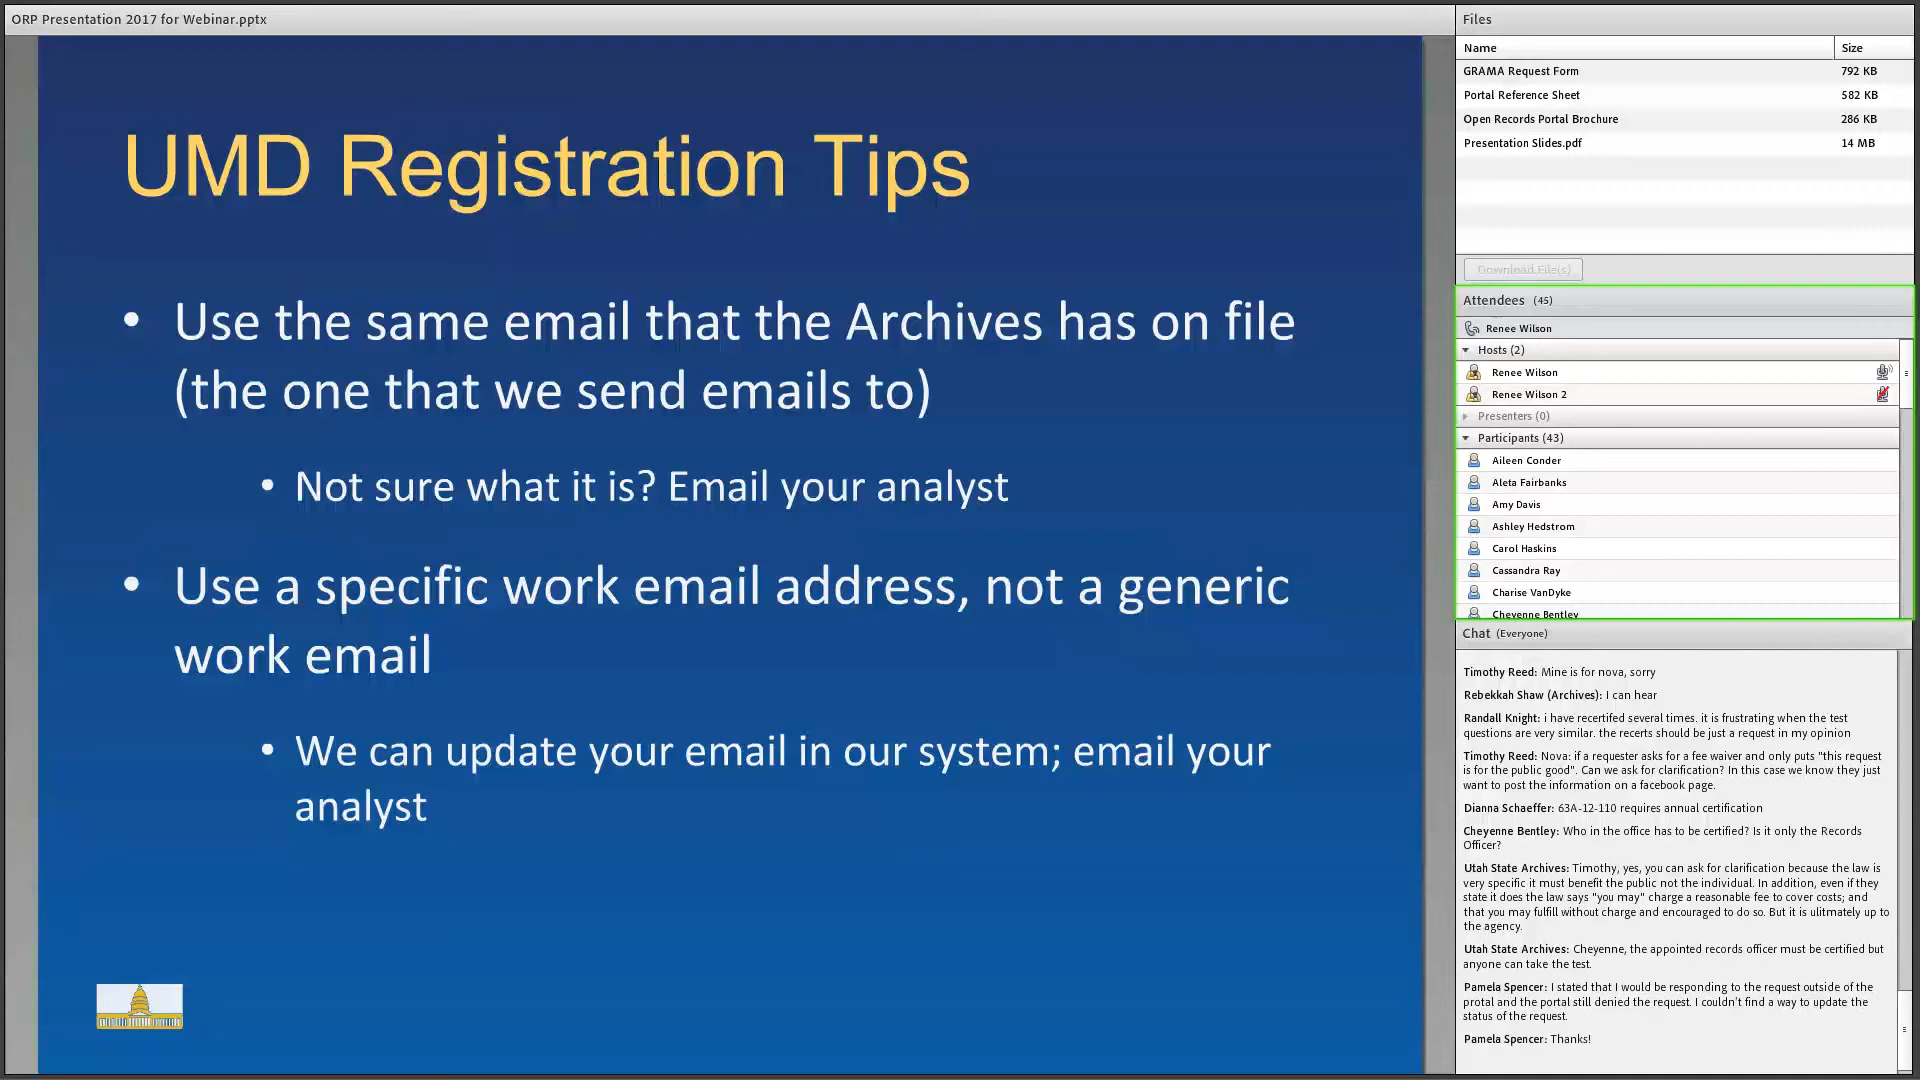 ORP Presentation 2017 for Webinar.pptx
UMD Registration Tips
• Use the same email that the Archives has on file
(the one that we send emails to)
• Not sure what it is? Email your analyst
• Use a specific work email address, not a generic
work email
• We can update your email in our system; email your
analyst
Files
Name Size
GRAMA Request Form 792 KB
Portal Reference Sheet 582 KB
Open Records Portal Brochure 286 KB
Presentation Slides.pdf 14 MB
Download File(s)
Attendees (45)
Renee Wilson
Hosts (2)
Renee Wilson
Renee Wilson 2
Presenters (0)
Participants (43)
Aileen Conder
Aleta Fairbanks
Amy Davis
Ashley Hedstrom
Carol Haskins
Cassandra Ray
Charise VanDyke
Cheyenne Bentley
Chat (Everyone)
Timothy Reed: Mine is for nova, sorry
Rebekkah Shaw (Archives): I can hear
Randall Knight: i have recertifed several times. it is frustrating when the test
questions are very similar. the recerts should be just a request in my opinion
Timothy Reed: Nova: if a requester asks for a fee waiver and only puts "this request
is for the public good". Can we ask for clarification? In this case we know they just
want to post the information on a facebook page.
Dianna Schaeffer: 63A-12-110 requires annual certification
Cheyenne Bentley: Who in the office has to be certified? Is it only the Records
Officer?
Utah State Archives: Timothy, yes, you can ask for clarification because the law is
very specific it must benefit the public not the individual. In addition, even if they
state it does the law says "you may" charge a reasonable fee to cover costs; and
that you may fulfill without charge and encouraged to do so. But it is ulitmately up to
the agency.
Utah State Archives: Cheyenne, the appointed records officer must be certified but
anyone can take the test.
Pamela Spencer: I stated that I would be responding to the request outside of the
protal and the portal still denied the request. I couldn't find a way to update the
status of the request.
Pamela Spencer: Thanks!